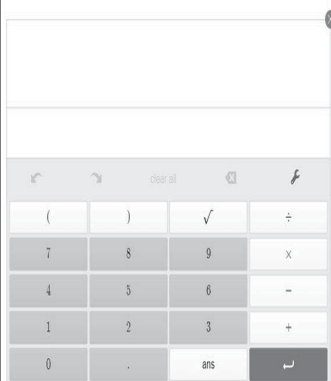 clear all
( ) √ ÷
7 8 9 ×
4 5 6 −
1 2 3 +
0 . ans